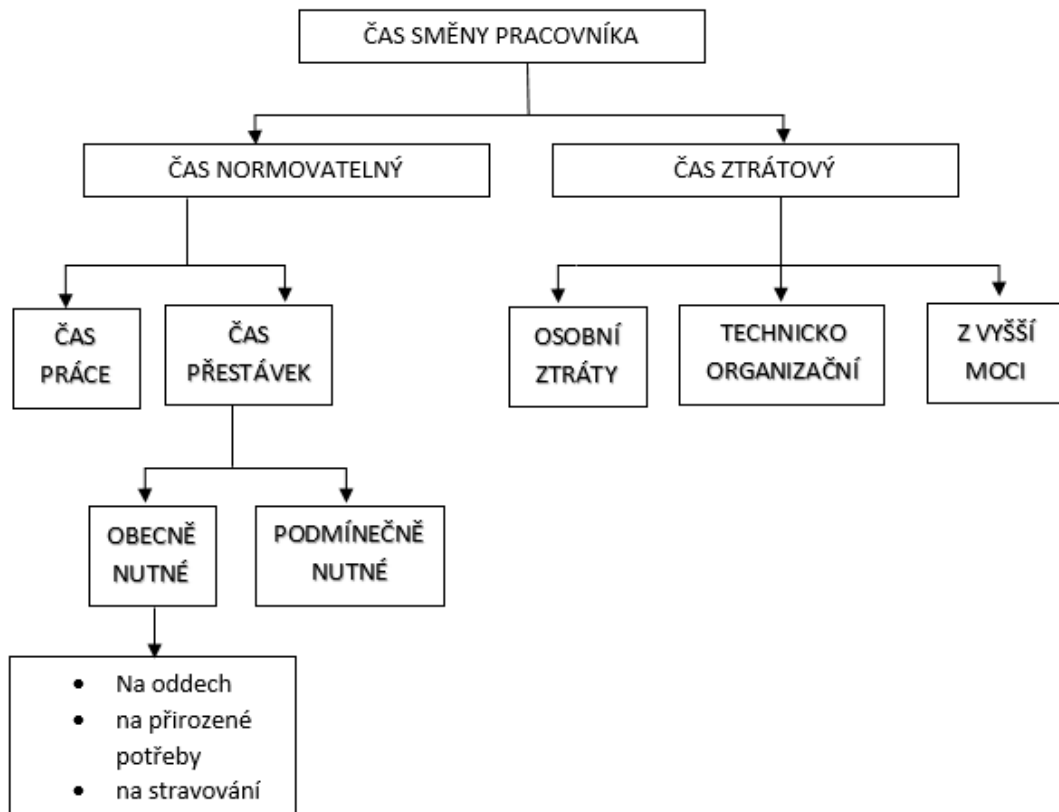 ČAS SMĚNY PRACOVNÍKA
ČAS NORMOVATELNÝ
ČAS ZTRÁTOVÝ
ČAS
PRÁCE
ČAS
PŘESTÁVEK
OSOBNÍ
ZTRÁTY
TECHNICKO
ORGANIZAČNÍ
Z VYŠŠÍ
MOCI
OBECNĚ
NUTNÉ
PODMÍNEČNĚ
NUTNÉ
• Na oddech
• na přirozené
potřeby
• na stravování